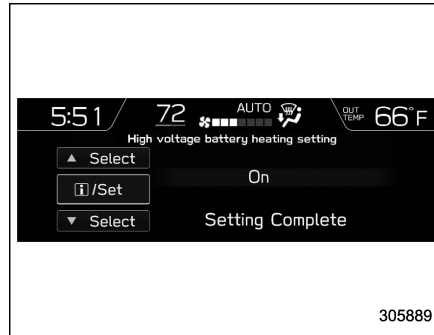 5:51 72 AUTO OUT TEMP 66°F
High voltage battery heating setting
▲ Select
i/Set
On
▼ Select
Setting Complete
305889